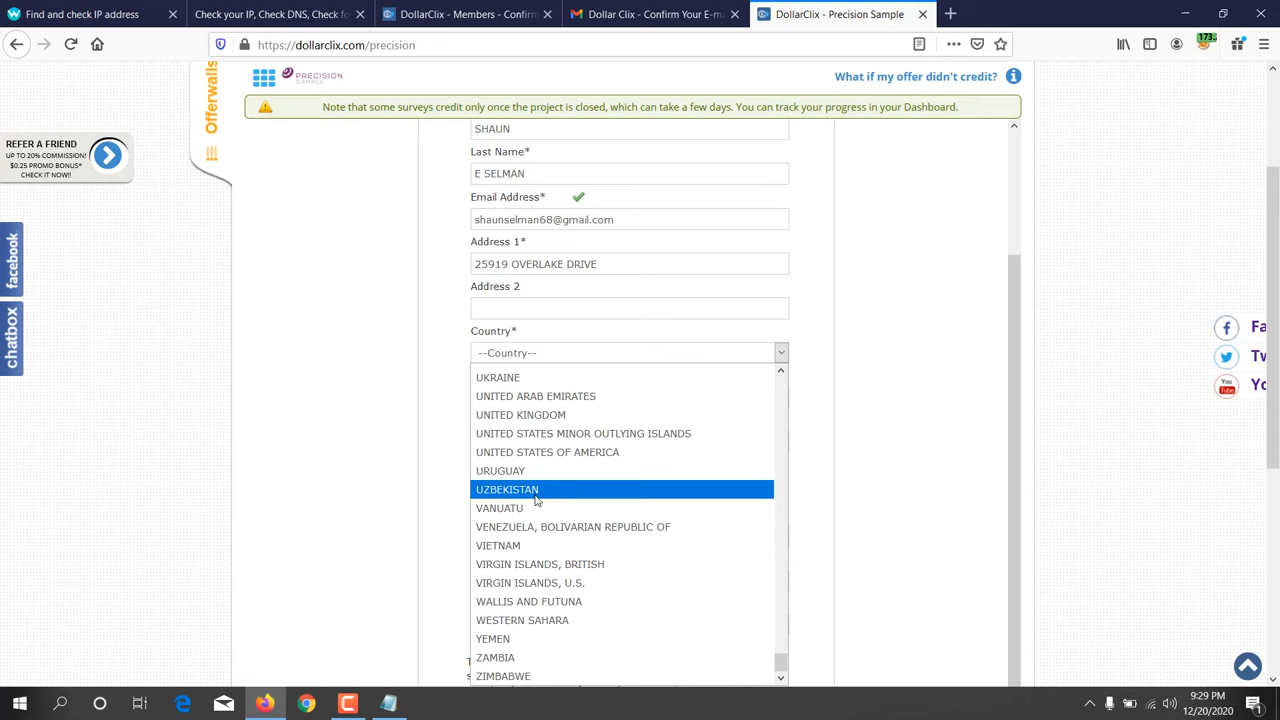 Find and check IP address
Check your IP, Check DNS, Check fo
DollarClix - Members - Confirm
Dollar Clix - Confirm Your E-ma
DollarClix - Precision Sample
https://dollarclix.com/precision
173..
PRECISION
SAMPLE
What if my offer didn't credit?
Note that some surveys credit only once the project is closed, which can take a few days. You can track your progress in your Dashboard.
Offerwalls
REFER A FRIEND
UP TO 20% COMMISSION!
$0.25 PROMO BONUS*
CHECK IT NOW!!
facebook
chatbox
SHAUN
Last Name*
E SELMAN
Email Address*
shaunselman68@gmail.com
Address 1*
25919 OVERLAKE DRIVE
Address 2
Country*
--Country--
UKRAINE
UNITED ARAB EMIRATES
UNITED KINGDOM
UNITED STATES MINOR OUTLYING ISLANDS
UNITED STATES OF AMERICA
URUGUAY
UZBEKISTAN
VANUATU
VENEZUELA, BOLIVARIAN REPUBLIC OF
VIETNAM
VIRGIN ISLANDS, BRITISH
VIRGIN ISLANDS, U.S.
WALLIS AND FUTUNA
WESTERN SAHARA
YEMEN
ZAMBIA
ZIMBABWE
Fa
Tw
You
Tube
Yo
9:29 PM
12/20/2020
1